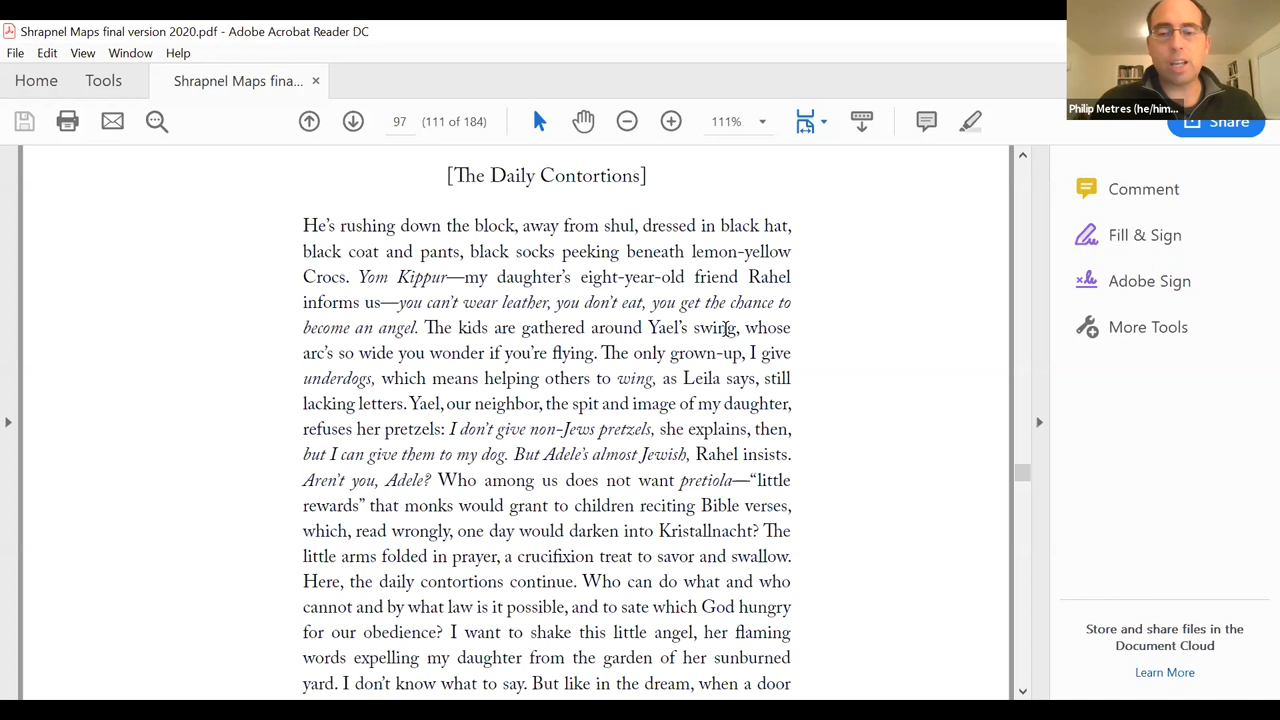 Shrapnel Maps final version 2020.pdf - Adobe Acrobat Reader DC
File Edit View Window Help
Home Tools Shrapnel Maps fina... ×
97 (111 of 184) 111%
Share
Philip Metres (he/him...
[The Daily Contortions]
He's rushing down the block, away from shul, dressed in black hat,
black coat and pants, black socks peeking beneath lemon-yellow
Crocs. Yom Kippur—my daughter's eight-year-old friend Rahel
informs us—you can't wear leather, you don't eat, you get the chance to
become an angel. The kids are gathered around Yael's swing, whose
arc's so wide you wonder if you're flying. The only grown-up, I give
underdogs, which means helping others to wing, as Leila says, still
lacking letters. Yael, our neighbor, the spit and image of my daughter,
refuses her pretzels: I don't give non-Jews pretzels, she explains, then,
but I can give them to my dog. But Adele's almost Jewish, Rahel insists.
Aren't you, Adele? Who among us does not want pretiola—“little
rewards” that monks would grant to children reciting Bible verses,
which, read wrongly, one day would darken into Kristallnacht? The
little arms folded in prayer, a crucifixion treat to savor and swallow.
Here, the daily contortions continue. Who can do what and who
cannot and by what law is it possible, and to sate which God hungry
for our obedience? I want to shake this little angel, her flaming
words expelling my daughter from the garden of her sunburned
yard. I don't know what to say. But like in the dream, when a door
Comment
Fill & Sign
Adobe Sign
More Tools
Store and share files in the
Document Cloud
Learn More